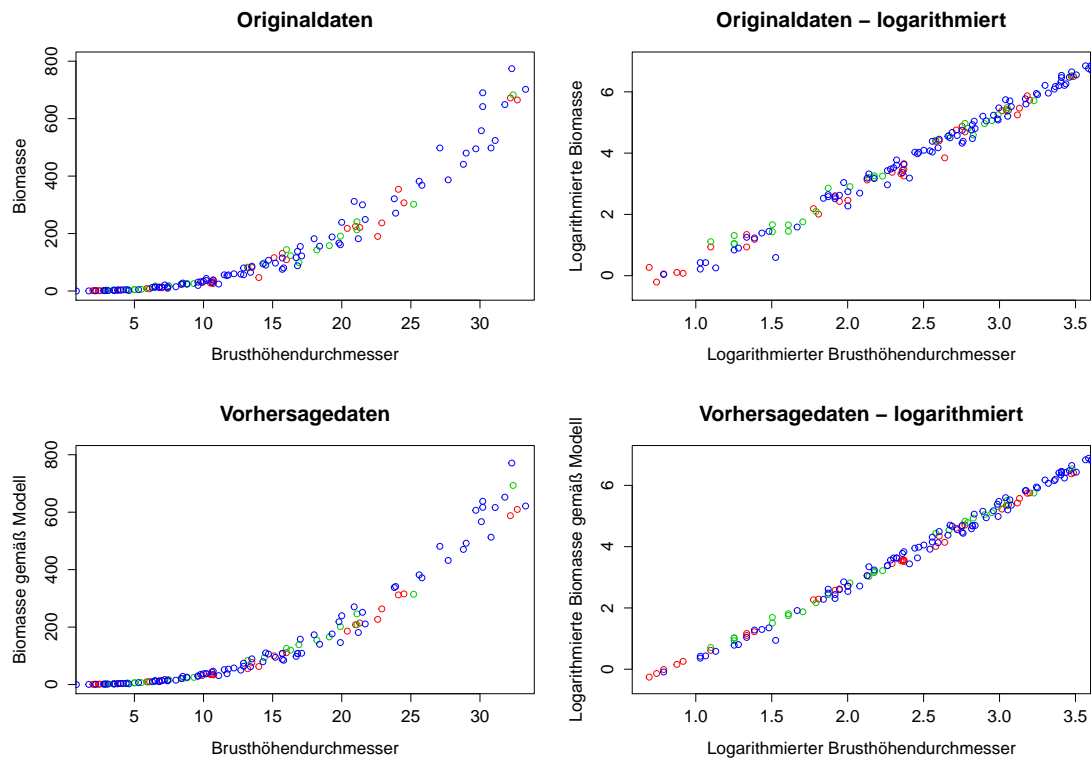 Originaldaten
Biomasse
0 200 400 600 800
5 10 15 20 25 30
Brusthöhendurchmesser
Originaldaten – logarithmiert
Logarithmierte Biomasse
0 2 4 6
1.0 1.5 2.0 2.5 3.0 3.5
Logarithmierter Brusthöhendurchmesser
Vorhersagedaten
Biomasse gemäß Modell
0 200 400 600 800
5 10 15 20 25 30
Brusthöhendurchmesser
Vorhersagedaten – logarithmiert
Logarithmierte Biomasse gemäß Modell
0 2 4 6
1.0 1.5 2.0 2.5 3.0 3.5
Logarithmierter Brusthöhendurchmesser